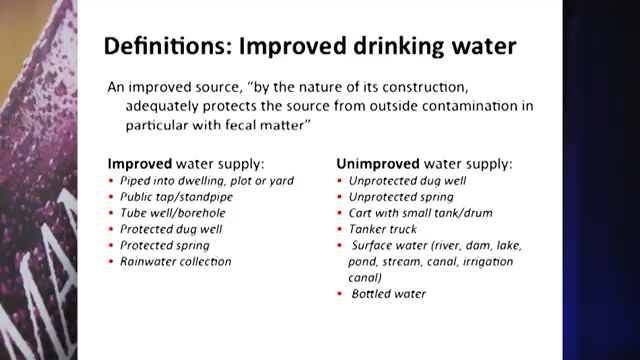 Definitions: Improved drinking water
An improved source, "by the nature of its construction,
adequately protects the source from outside contamination in
particular with fecal matter"
Improved water supply:
• Piped into dwelling, plot or yard
• Public tap/standpipe
• Tube well/borehole
• Protected dug well
• Protected spring
• Rainwater collection
Unimproved water supply:
• Unprotected dug well
• Unprotected spring
• Cart with small tank/drum
• Tanker truck
• Surface water (river, dam, lake,
pond, stream, canal, irrigation
canal)
• Bottled water